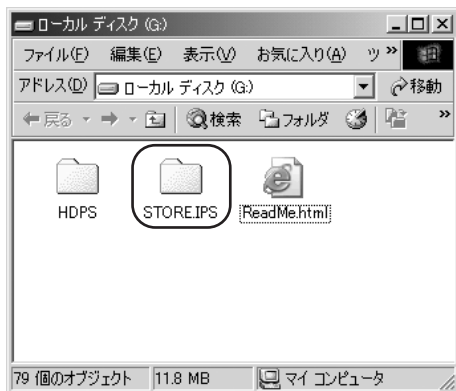 ローカル ディスク (G:)
ファイル(F) 編集(E) 表示(V) お気に入り(A) ツ »
アドレス(D) ローカル ディスク (G:) 移動
戻る 検索 フォルダ »
HDPS STORE.IPS ReadMe.html
79 個のオブジェクト 11.8 MB マイ コンピュータ